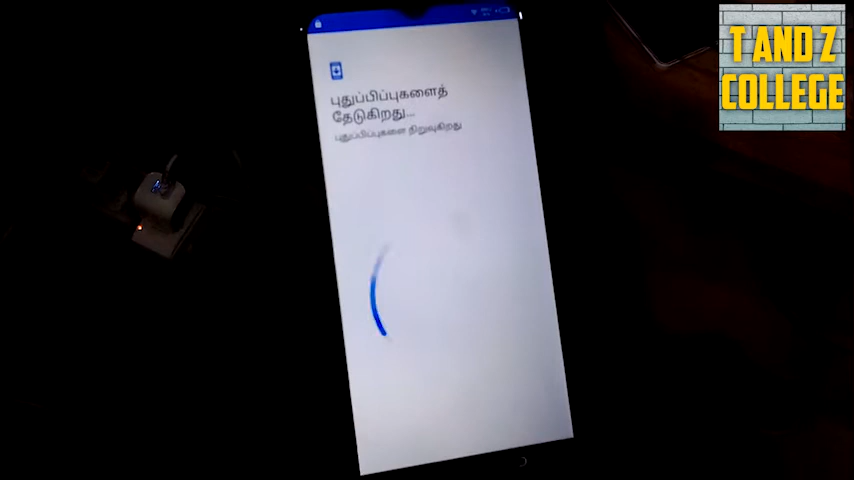 புதுப்பிப்புகளைத்
தேடுகிறது...
புதுப்பிப்புகளை நிறுவுகிறது
T AND Z
COLLEGE